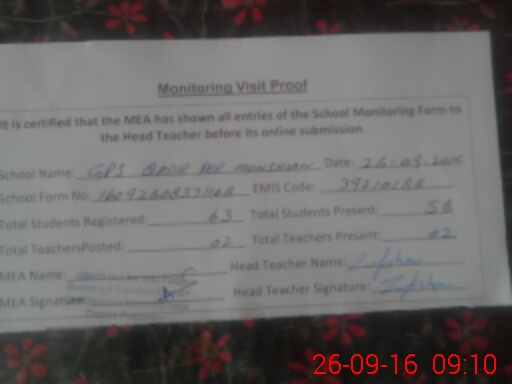 Monitoring Visit Proof
It is certified that the MEA has shown all entries of the School Monitoring Form to
the Head Teacher before its online submission.
School Name: GPS Date: 26-09-2016
School Form No: EMIS Code:
Total Students Registered: 63 Total Students Present: 58
Total TeachersPosted: 02 Total Teachers Present: 02
MEA Name: Head Teacher Name:
MEA Signature: Head Teacher Signature:
26-09-16 09:10